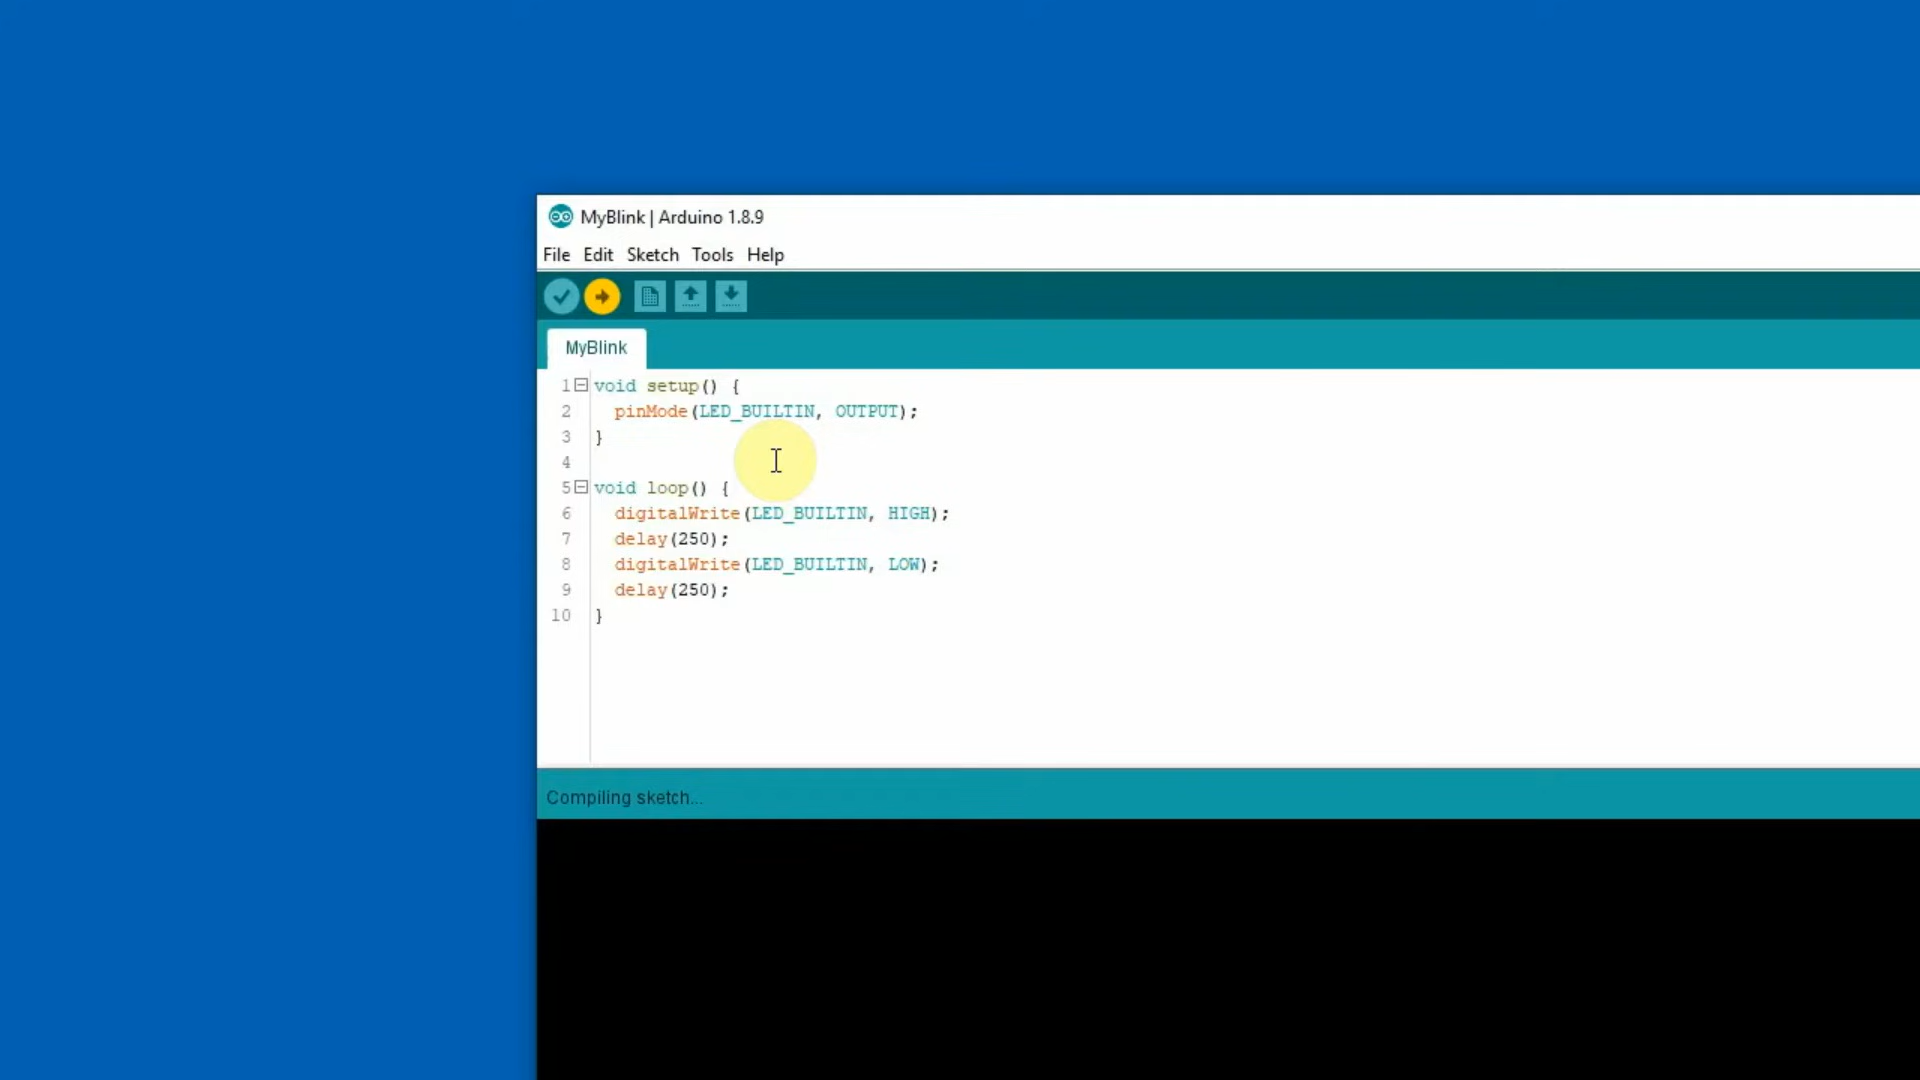 MyBlink | Arduino 1.8.9
File Edit Sketch Tools Help
MyBlink
1 void setup() {
2   pinMode(LED_BUILTIN, OUTPUT);
3 }
4
5 void loop() {
6   digitalWrite(LED_BUILTIN, HIGH);
7   delay(250);
8   digitalWrite(LED_BUILTIN, LOW);
9   delay(250);
10 }
Compiling sketch...